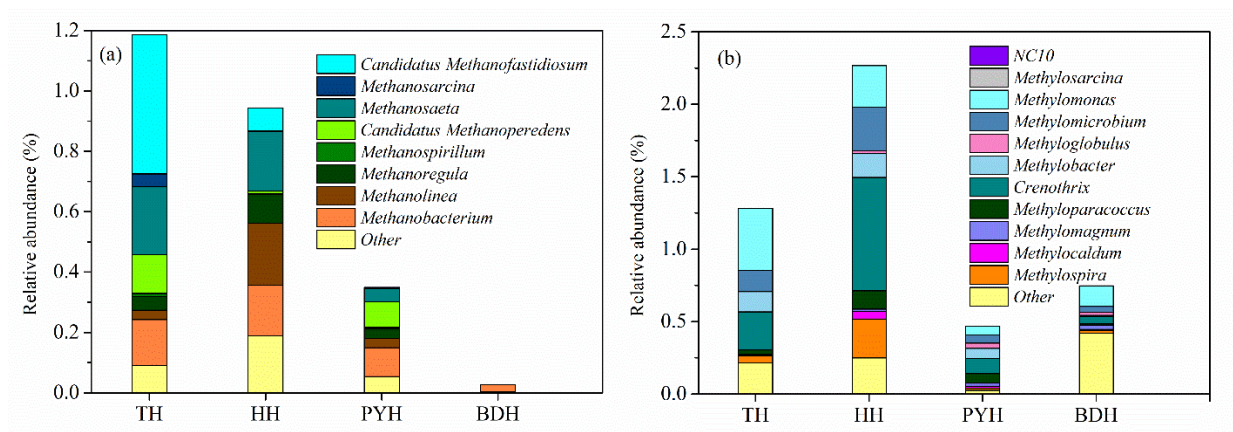 (a)
Relative abundance (%)
1.2
1.0
0.8
0.6
0.4
0.2
0.0
Candidatus Methanofastidiosum
Methanosarcina
Methanosaeta
Candidatus Methanoperedens
Methanospirillum
Methanoregula
Methanolinea
Methanobacterium
Other
TH
HH
PYH
BDH
(b)
Relative abundance (%)
2.5
2.0
1.5
1.0
0.5
0.0
NC10
Methylosarcina
Methylomonas
Methylomicrobium
Methyloglobulus
Methylobacter
Crenothrix
Methyloparacoccus
Methylomagnum
Methylocaldum
Methylospira
Other
TH
HH
PYH
BDH